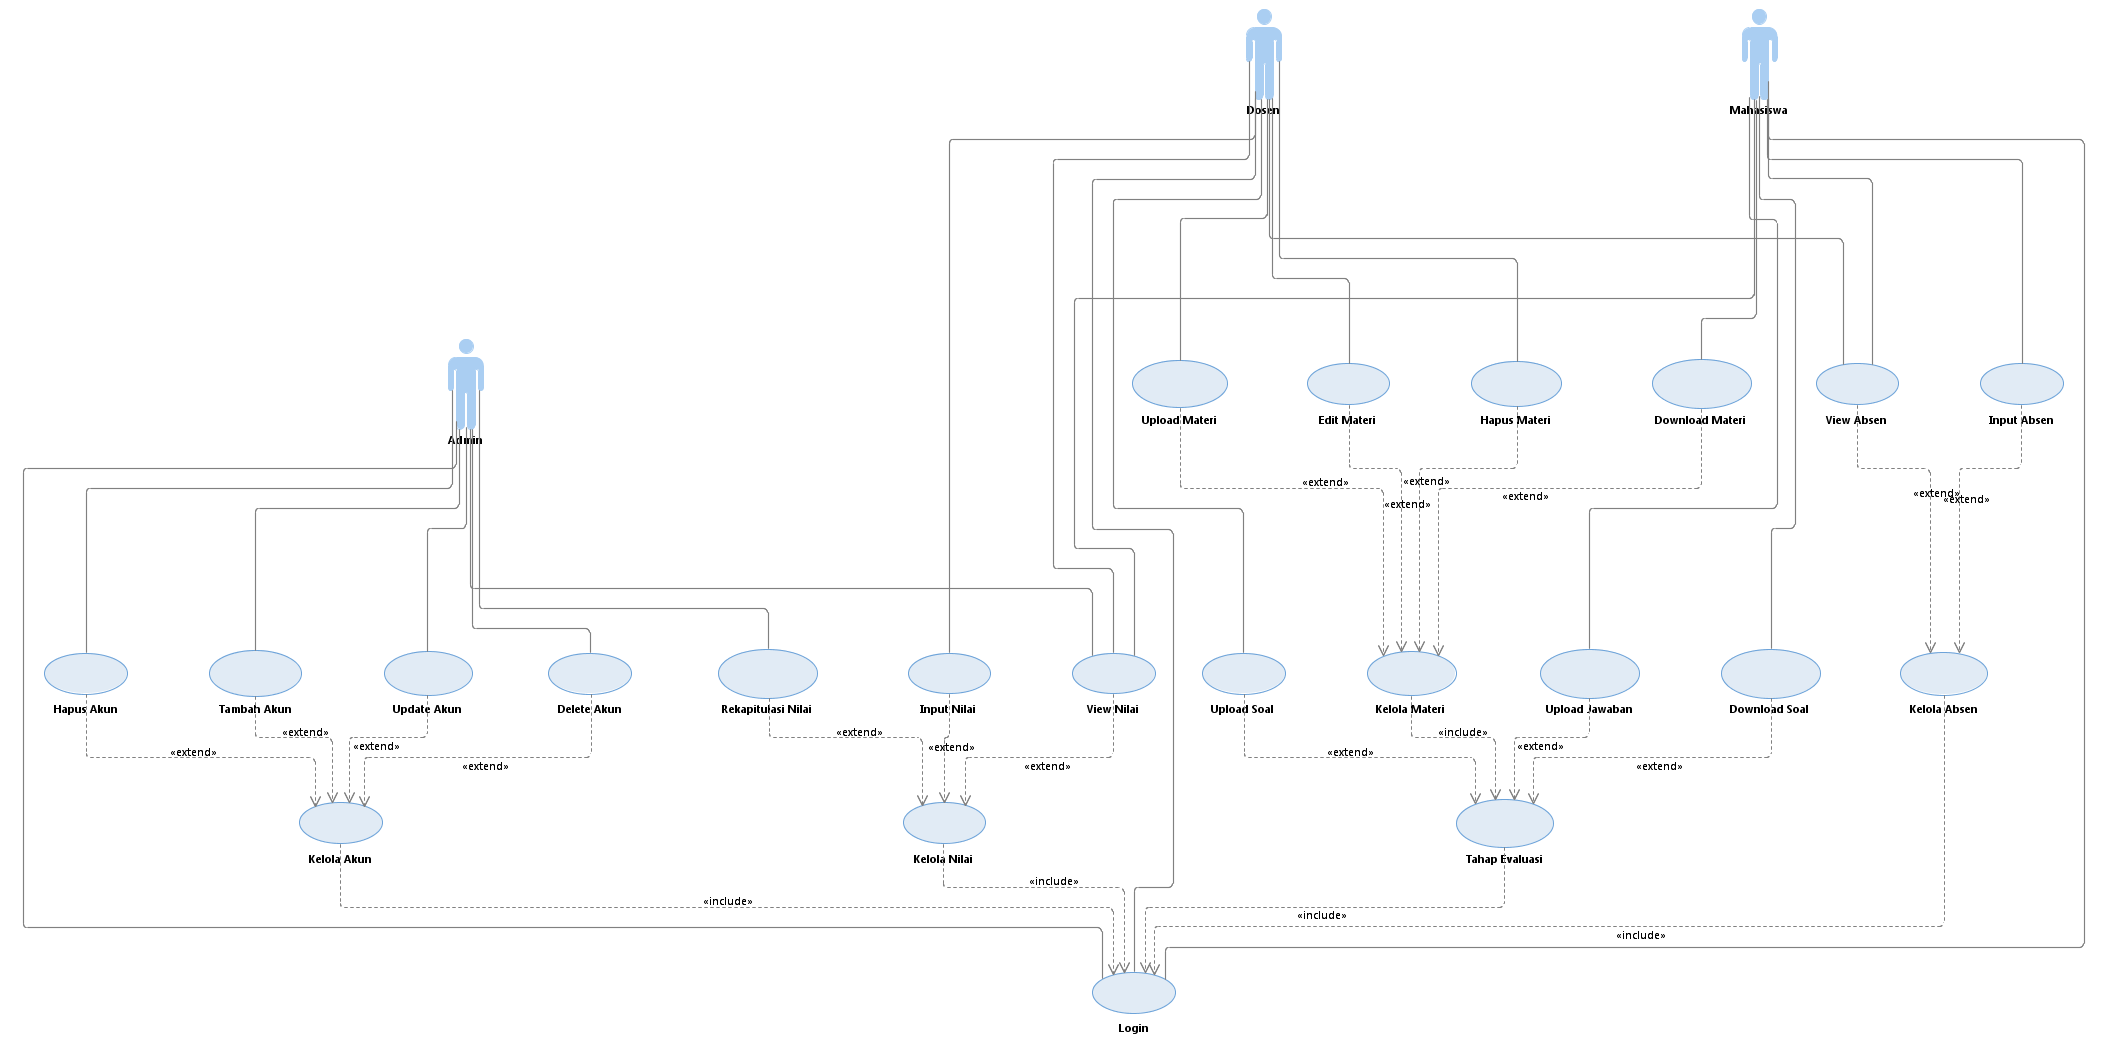 Dosen
Mahasiswa
Admin
Upload Materi
Edit Materi
Hapus Materi
Download Materi
View Absen
Input Absen
«extend»
«extend»
«extend»
«extend»
«extend»
«extend»
Hapus Akun
Tambah Akun
Update Akun
Delete Akun
Rekapitulasi Nilai
Input Nilai
View Nilai
Upload Soal
Kelola Materi
Upload Jawaban
Download Soal
Kelola Absen
«extend»
«extend»
«extend»
«extend»
«extend»
«extend»
«extend»
«extend»
«include»
«extend»
«extend»
Kelola Akun
Kelola Nilai
Tahap Evaluasi
«include»
«include»
«include»
«include»
Login